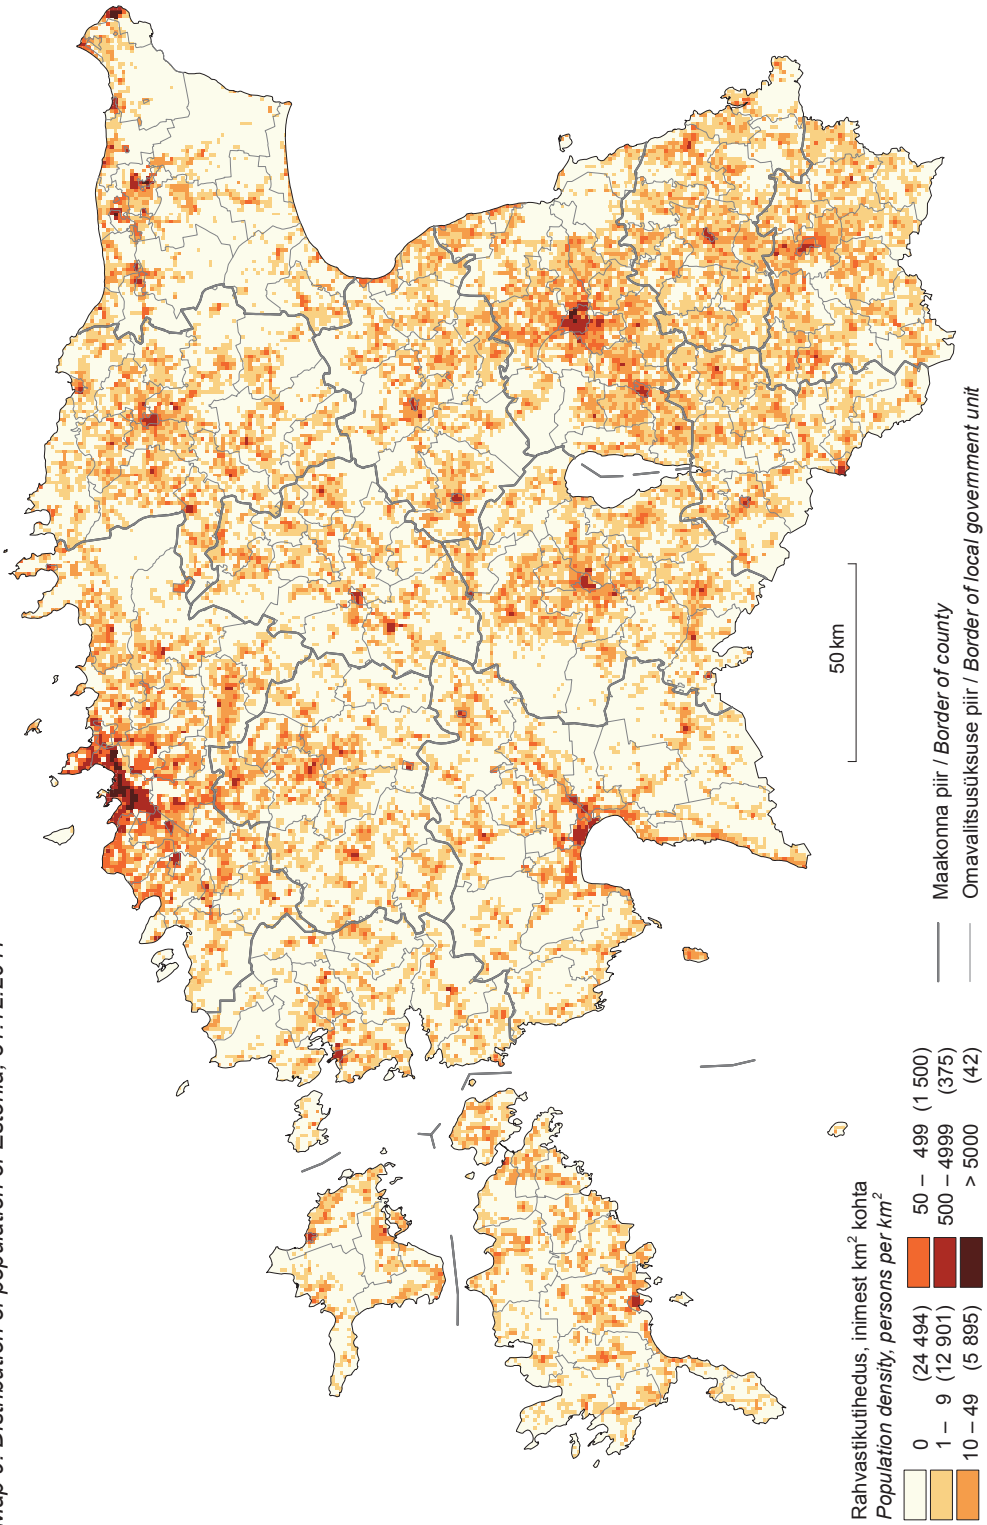 Rahvastikutihedus, inimest km² kohta
Population density, persons per km²
0 (24 494)
1 – 9 (12 901)
10 – 49 (5 895)
50 – 499 (1 500)
500 – 4999 (375)
> 5000 (42)
Maakonna piir / Border of county
Omavalitsusüksuse piir / Border of local government unit
50 km